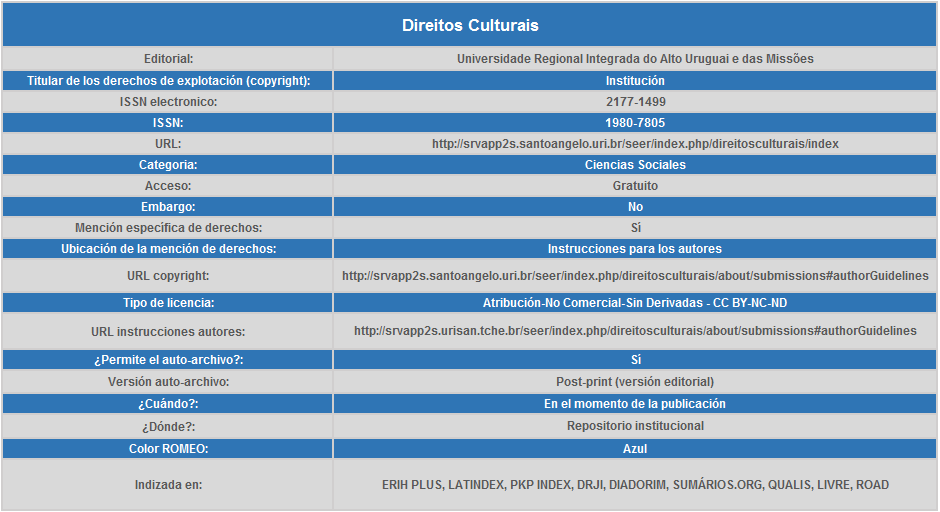 Direitos Culturais
Editorial: Universidade Regional Integrada do Alto Uruguai e das Missões
Titular de los derechos de explotación (copyright): Institución
ISSN electronico: 2177-1499
ISSN: 1980-7805
URL: http://srvapp2s.santoangelo.uri.br/seer/index.php/direitosculturais/index
Categoria: Ciencias Sociales
Acceso: Gratuito
Embargo: No
Mención específica de derechos: Sí
Ubicación de la mención de derechos: Instrucciones para los autores
URL copyright: http://srvapp2s.santoangelo.uri.br/seer/index.php/direitosculturais/about/submissions#authorGuidelines
Tipo de licencia: Atribución-No Comercial-Sin Derivadas - CC BY-NC-ND
URL instrucciones autores: http://srvapp2s.urisan.tche.br/seer/index.php/direitosculturais/about/submissions#authorGuidelines
¿Permite el auto-archivo?: Sí
Versión auto-archivo: Post-print (versión editorial)
¿Cuándo?: En el momento de la publicación
¿Dónde?: Repositorio institucional
Color ROMEO: Azul
Indizada en: ERIH PLUS, LATINDEX, PKP INDEX, DRJI, DIADORIM, SUMÁRIOS.ORG, QUALIS, LIVRE, ROAD